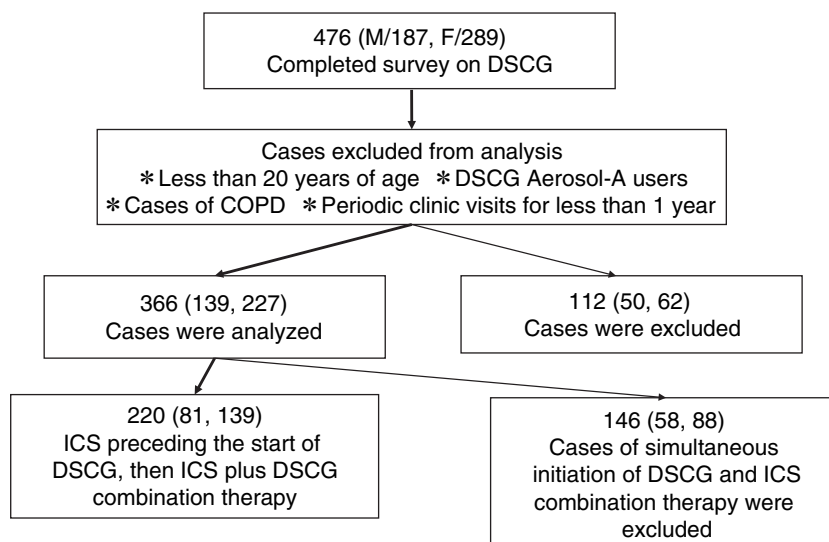 476 (M/187, F/289)
Completed survey on DSCG
Cases excluded from analysis
∗Less than 20 years of age ∗DSCG Aerosol-A users
∗Cases of COPD ∗Periodic clinic visits for less than 1 year
366 (139, 227)
Cases were analyzed
112 (50, 62)
Cases were excluded
220 (81, 139)
ICS preceding the start of
DSCG, then ICS plus DSCG
combination therapy
146 (58, 88)
Cases of simultaneous
initiation of DSCG and ICS
combination therapy were
excluded